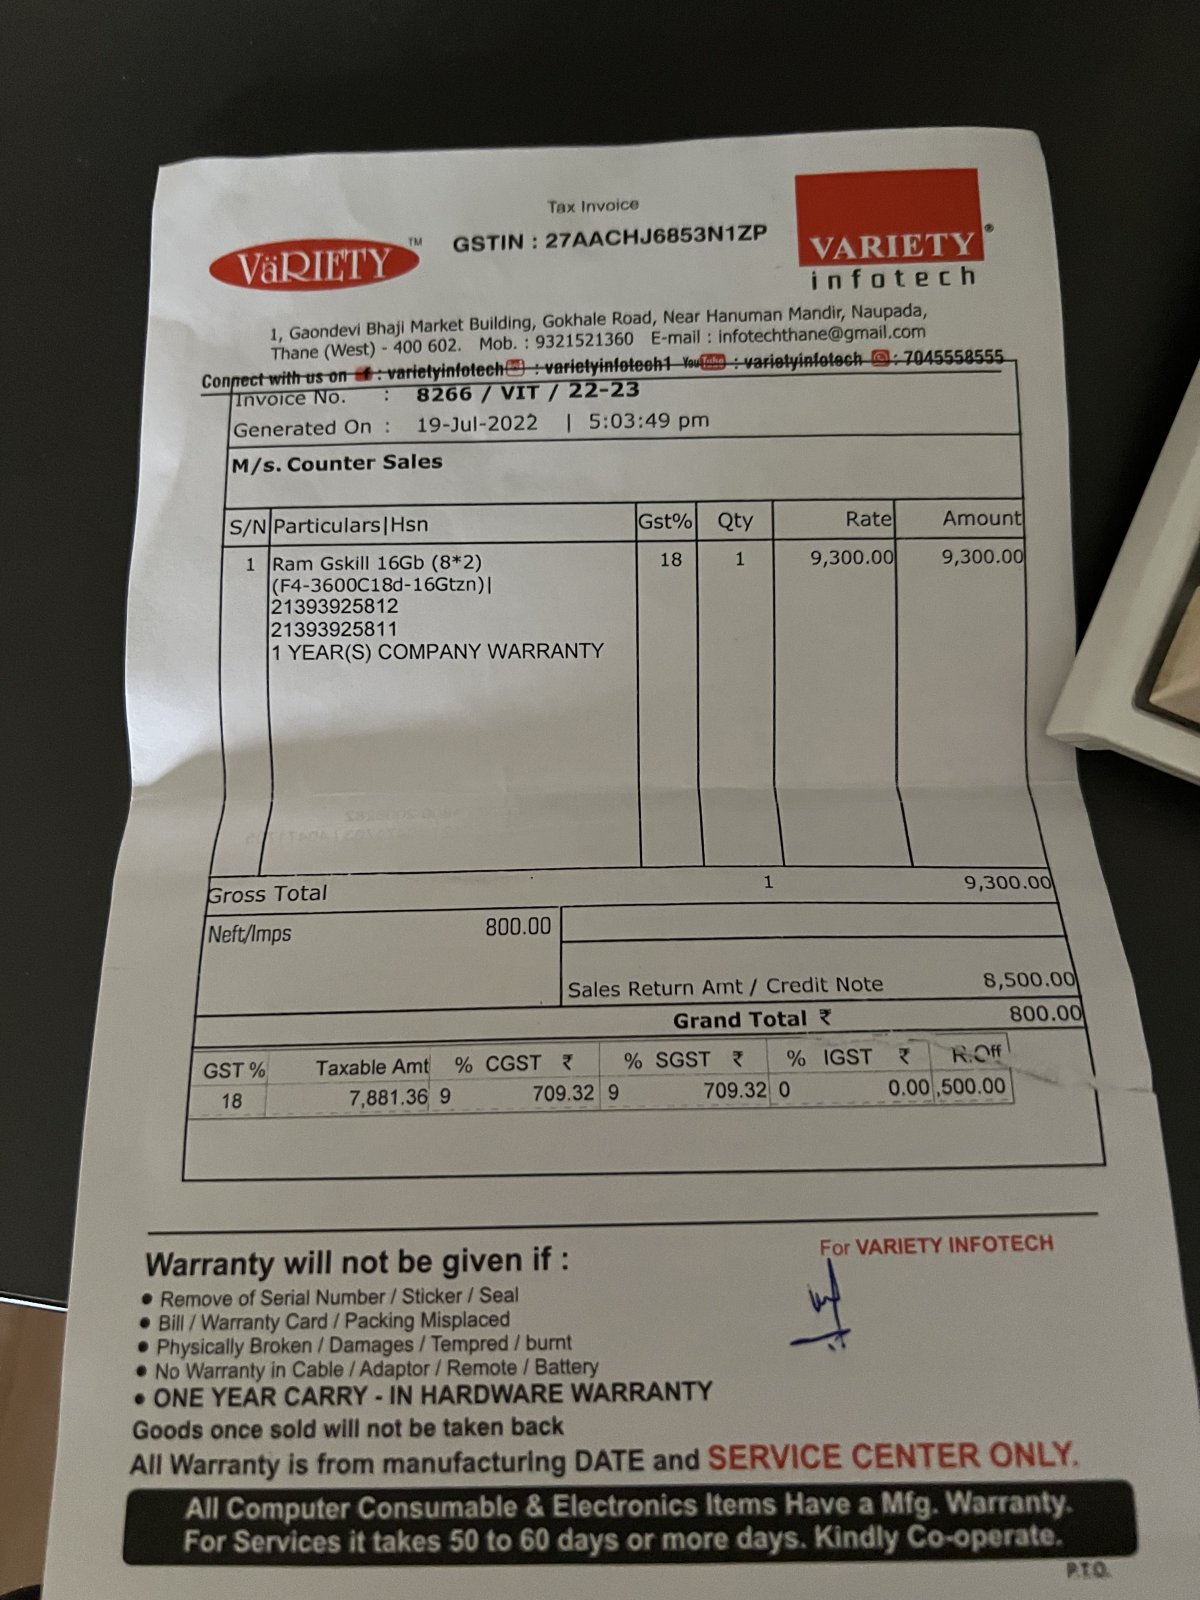 Tax Invoice
VäRIETY ™
GSTIN : 27AACHJ6853N1ZP
VARIETY ®
infotech
1, Gaondevi Bhaji Market Building, Gokhale Road, Near Hanuman Mandir, Naupada,
Thane (West) - 400 602. Mob. : 9321521360 E-mail : infotechthane@gmail.com
Connect with us on f : varietyinfotech : varietyinfotech1 YouTube : varietyinfotech : 7045558555
Invoice No. : 8266 / VIT / 22-23
Generated On : 19-Jul-2022 | 5:03:49 pm
M/s. Counter Sales
S/N Particulars|Hsn Gst% Qty Rate Amount
1 Ram Gskill 16Gb (8*2) 18 1 9,300.00 9,300.00
(F4-3600C18d-16Gtzn)|
21393925812
21393925811
1 YEAR(S) COMPANY WARRANTY
Gross Total 1 9,300.00
Neft/Imps 800.00
Sales Return Amt / Credit Note 8,500.00
Grand Total ₹ 800.00
GST % Taxable Amt % CGST ₹ % SGST ₹ % IGST ₹ R.Off
18 7,881.36 9 709.32 9 709.32 0 0.00 ,500.00
For VARIETY INFOTECH
Warranty will not be given if :
• Remove of Serial Number / Sticker / Seal
• Bill / Warranty Card / Packing Misplaced
• Physically Broken / Damages / Tempred / burnt
• No Warranty in Cable / Adaptor / Remote / Battery
• ONE YEAR CARRY - IN HARDWARE WARRANTY
Goods once sold will not be taken back
All Warranty is from manufacturing DATE and SERVICE CENTER ONLY.
All Computer Consumable & Electronics Items Have a Mfg. Warranty.
For Services it takes 50 to 60 days or more days. Kindly Co-operate.
P.T.O.